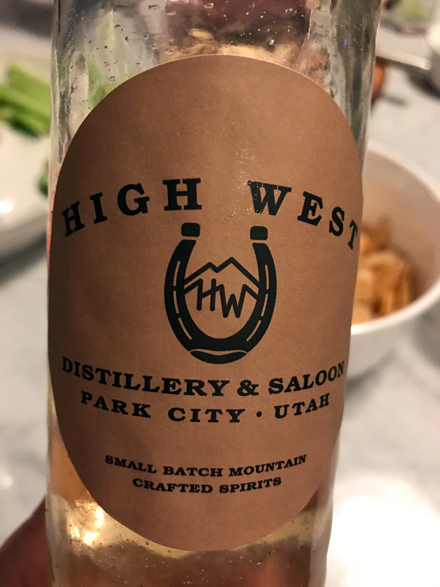 HIGH WEST
HW
DISTILLERY & SALOON
PARK CITY · UTAH
SMALL BATCH MOUNTAIN
CRAFTED SPIRITS